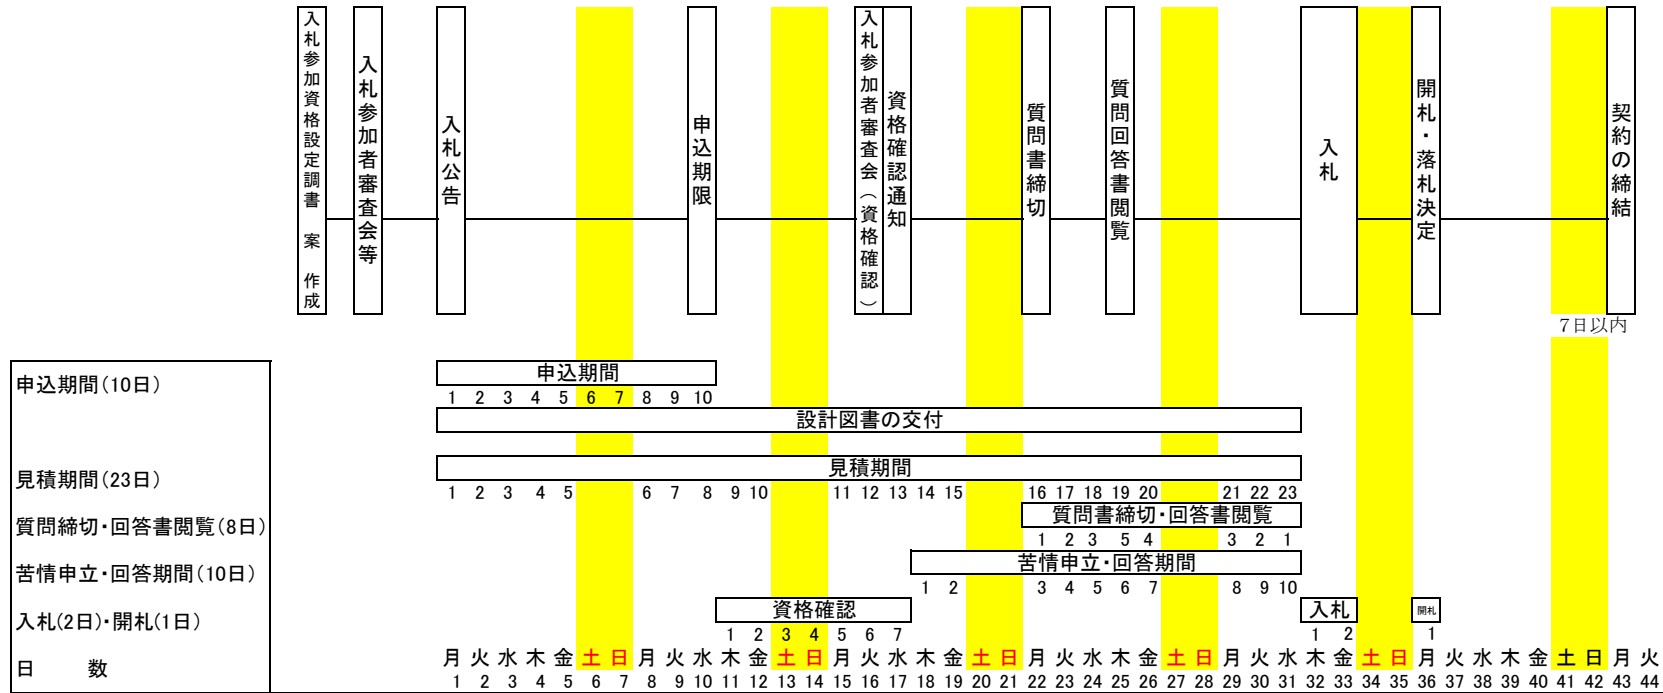 入札参加資格設定調書　案　作成
入札参加者審査会等
入札公告
申込期限
入札参加者審査会（資格確認）
資格確認通知
質問書締切
質問回答書閲覧
入札
開札・落札決定
契約の締結
7日以内
申込期間(10日)
申込期間
1 2 3 4 5 6 7 8 9 10
設計図書の交付
見積期間
見積期間(23日)
1 2 3 4 5 6 7 8 9 10 11 12 13 14 15 16 17 18 19 20 21 22 23
質問締切・回答書閲覧(8日)
質問書締切・回答書閲覧
1 2 3 5 4 3 2 1
苦情申立・回答期間(10日)
苦情申立・回答期間
1 2 3 4 5 6 7 8 9 10
入札(2日)・開札(1日)
資格確認 入札 開札
1 2 3 4 5 6 7 1 2 1
日　数 月 火 水 木 金 土 日 月 火 水 木 金 土 日 月 火 水 木 金 土 日 月 火 水 木 金 土 日 月 火 水 木 金 土 日 月 火 水 木 金 土 日 月 火
1 2 3 4 5 6 7 8 9 10 11 12 13 14 15 16 17 18 19 20 21 22 23 24 25 26 27 28 29 30 31 32 33 34 35 36 37 38 39 40 41 42 43 44